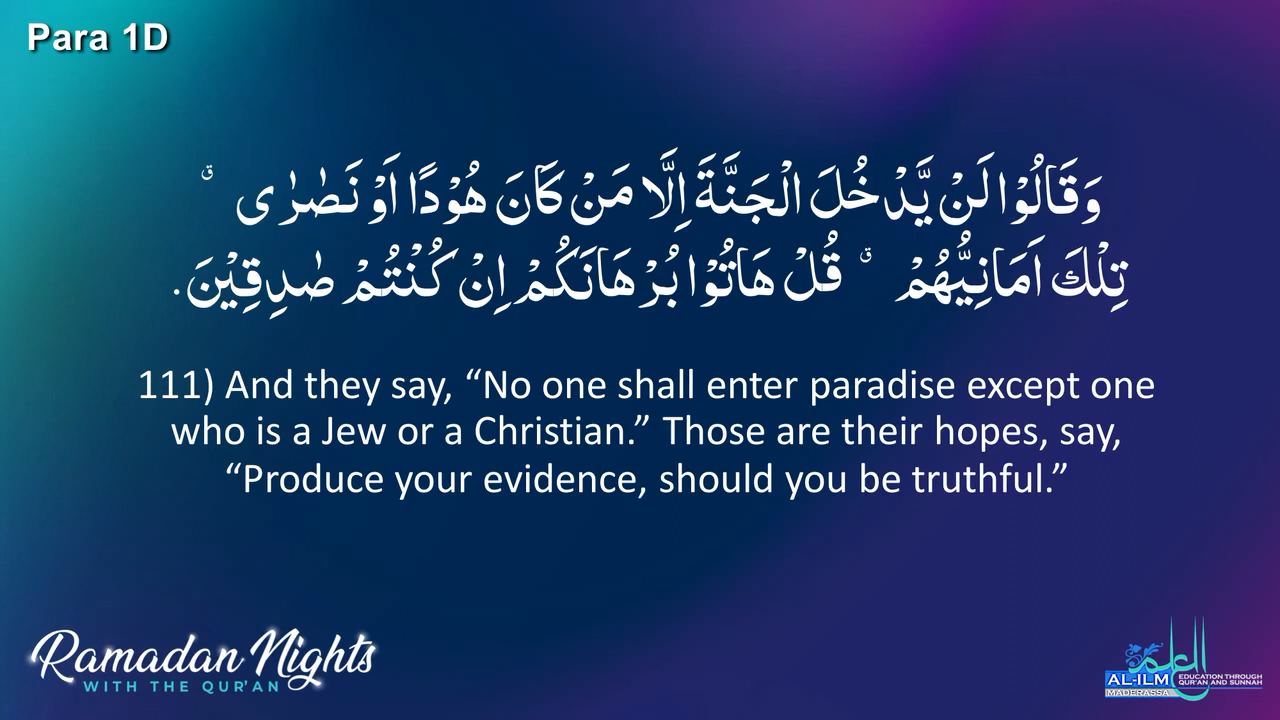 Para 1D
وَقَالُوْا لَنْ يَّدْخُلَ الْجَنَّةَ اِلَّا مَنْ كَانَ هُوْدًا اَوْ نَصٰرٰى ۗ
تِلْكَ اَمَانِيُّهُمْ ۗ قُلْ هَاتُوْا بُرْهَانَكُمْ اِنْ كُنْتُمْ صٰدِقِيْنَ.
111) And they say, “No one shall enter paradise except one
who is a Jew or a Christian.” Those are their hopes, say,
“Produce your evidence, should you be truthful.”
Ramadan Nights
WITH THE QUR'AN
العلم
AL-ILM
MADERASSA
EDUCATION THROUGH
QUR'AN AND SUNNAH